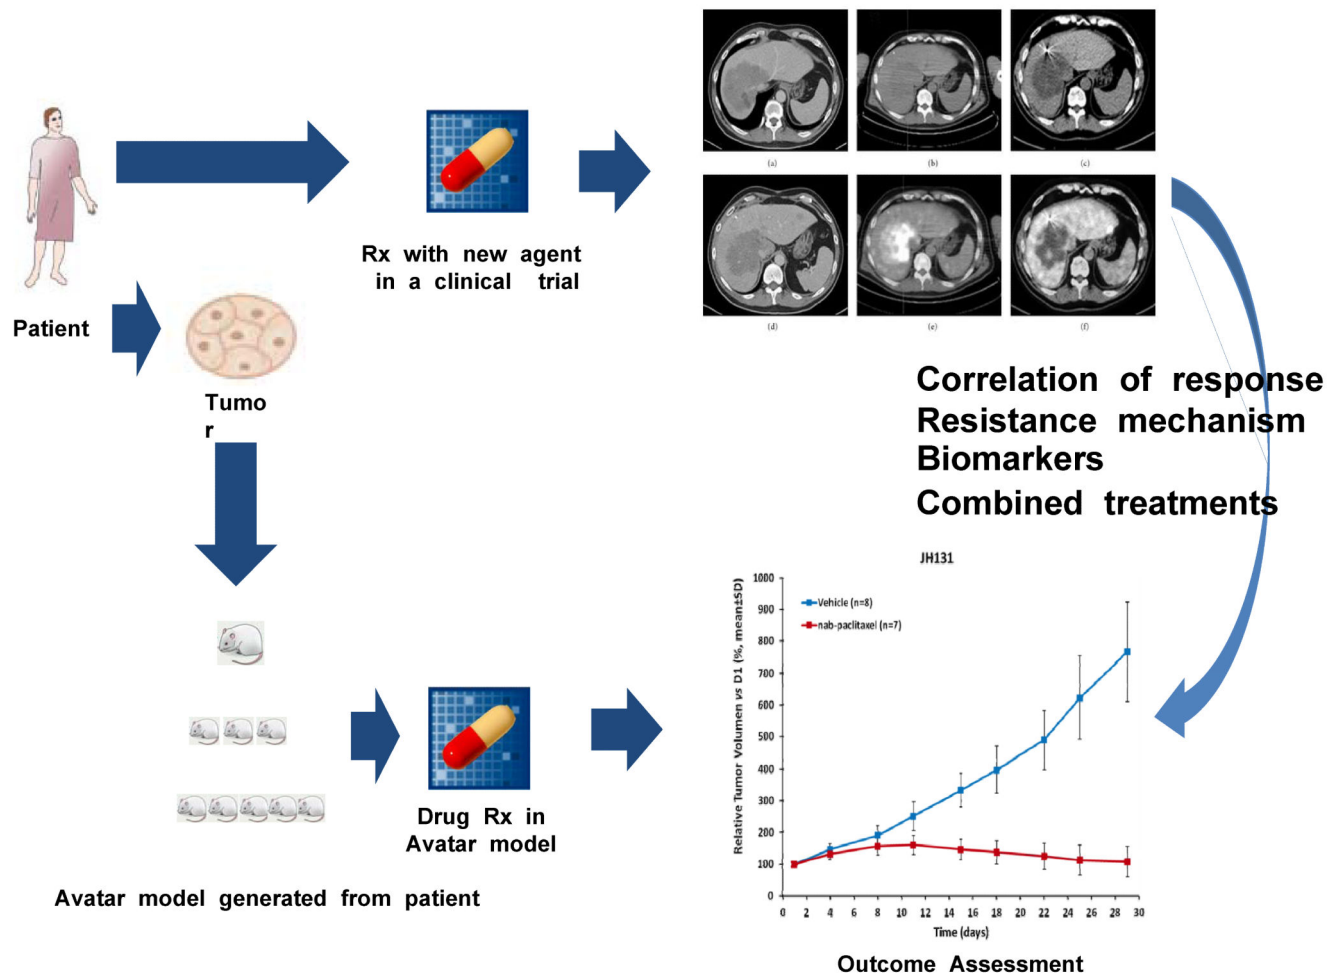 (a)
(b)
(c)
(d)
(e)
(f)
Rx with new agent
in a clinical trial
Patient
Tumo
r
Correlation of response
Resistance mechanism
Biomarkers
Combined treatments
JH131
Relative Tumor Volumen vs D1 (%, mean±SD)
1000
900
800
700
600
500
400
300
200
100
0
Vehicle (n=8)
nab-paclitaxel (n=7)
0 2 4 6 8 10 12 14 16 18 20 22 24 26 28 30
Time (days)
Drug Rx in
Avatar model
Avatar model generated from patient
Outcome Assessment